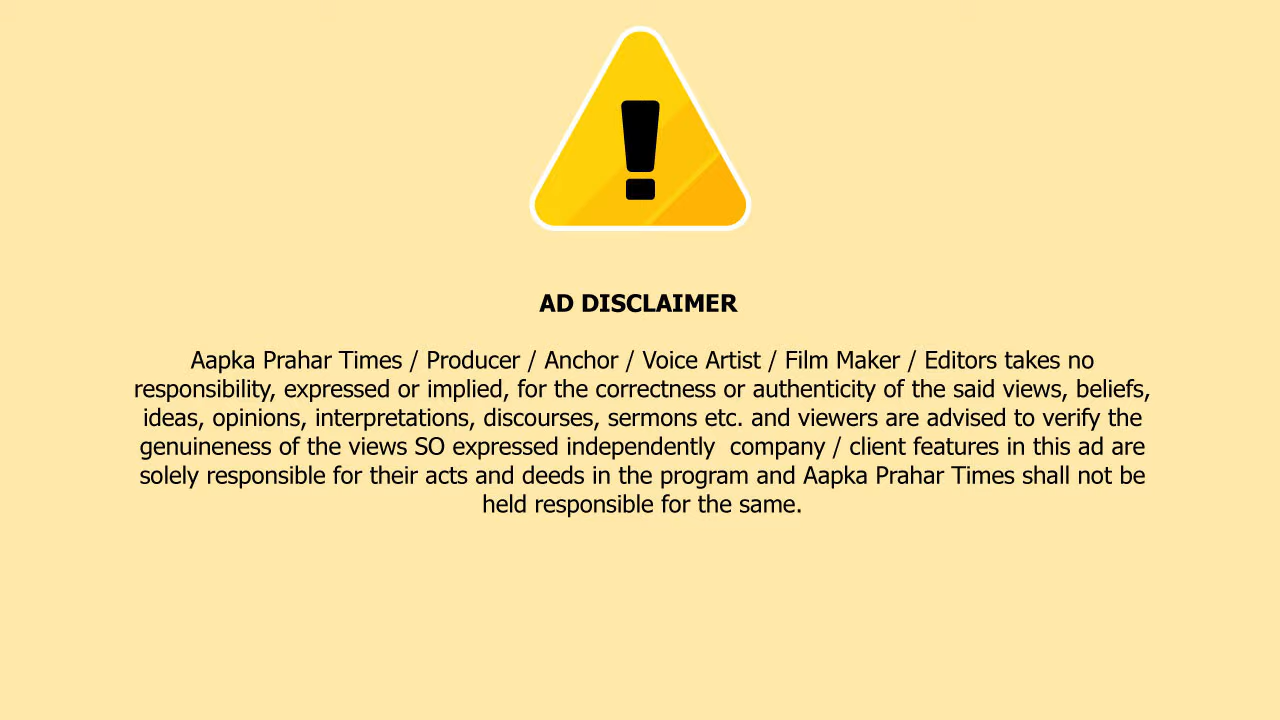 AD DISCLAIMER
Aapka Prahar Times / Producer / Anchor / Voice Artist / Film Maker / Editors takes no
responsibility, expressed or implied, for the correctness or authenticity of the said views, beliefs,
ideas, opinions, interpretations, discourses, sermons etc. and viewers are advised to verify the
genuineness of the views SO expressed independently  company / client features in this ad are
solely responsible for their acts and deeds in the program and Aapka Prahar Times shall not be
held responsible for the same.